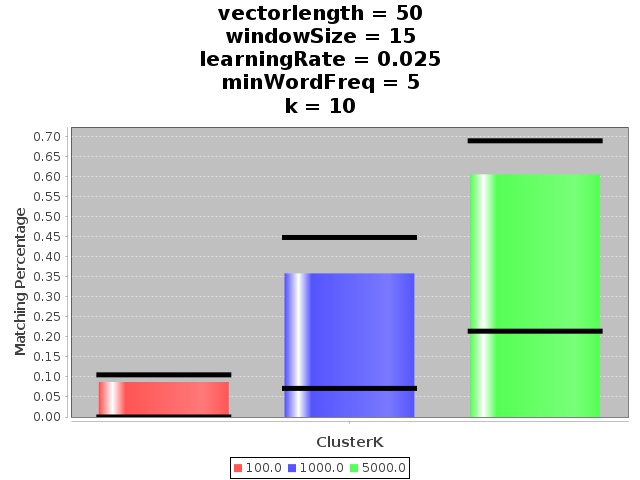 vectorlength = 50
windowSize = 15
learningRate = 0.025
minWordFreq = 5
k = 10
Matching Percentage
0.70
0.65
0.60
0.55
0.50
0.45
0.40
0.35
0.30
0.25
0.20
0.15
0.10
0.05
0.00
ClusterK
100.0 1000.0 5000.0